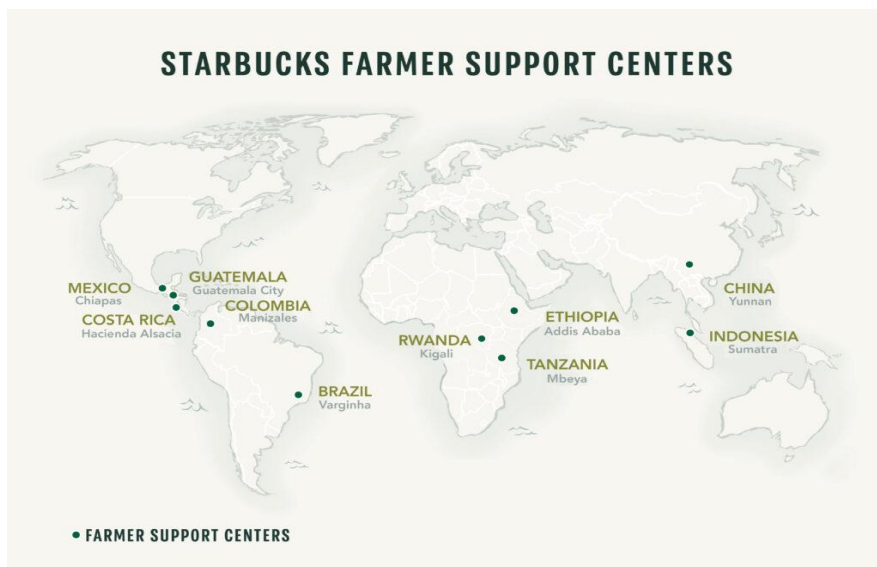 STARBUCKS FARMER SUPPORT CENTERS
MEXICO
Chiapas
GUATEMALA
Guatemala City
COSTA RICA
Hacienda Alsacia
COLOMBIA
Manizales
BRAZIL
Varginha
RWANDA
Kigali
ETHIOPIA
Addis Ababa
TANZANIA
Mbeya
CHINA
Yunnan
INDONESIA
Sumatra
FARMER SUPPORT CENTERS